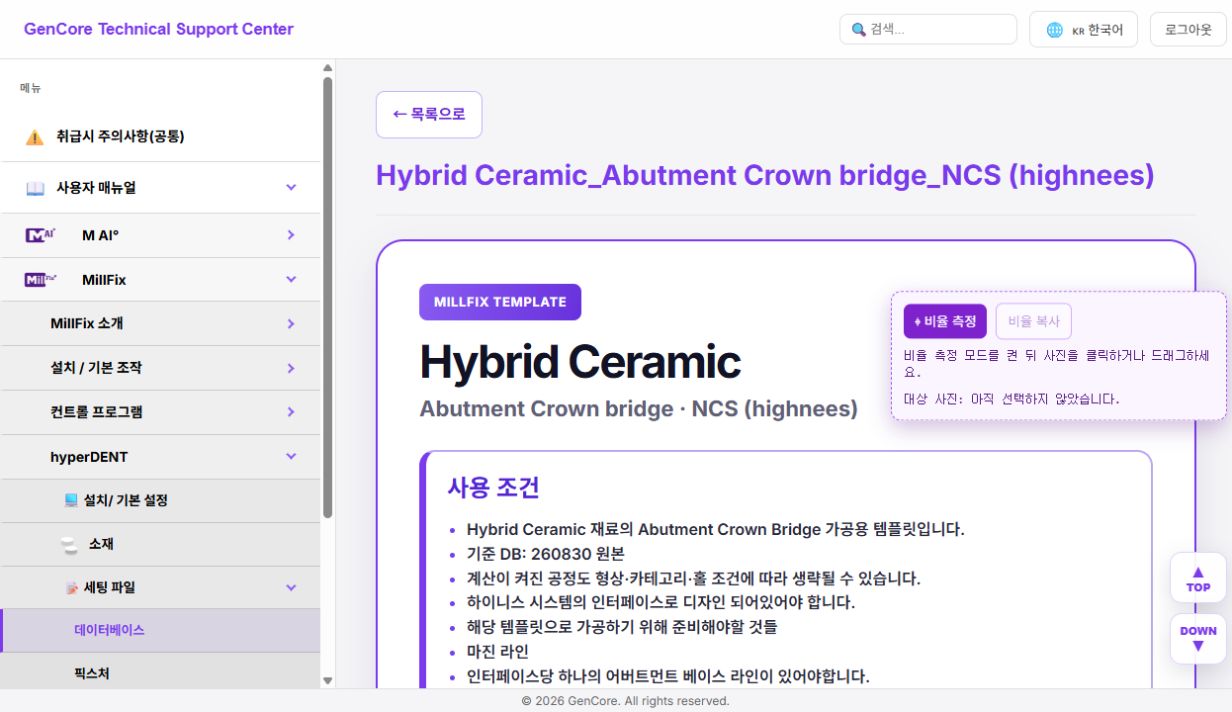 GenCore Technical Support Center
검색...
KR 한국어
로그아웃
메뉴
취급시 주의사항(공통)
사용자 매뉴얼
M AI°
M AI°
MillFix
MillFix 소개
설치 / 기본 조작
컨트롤 프로그램
hyperDENT
설치/ 기본 설정
소재
세팅 파일
데이터베이스
픽스처
← 목록으로
Hybrid Ceramic_Abutment Crown bridge_NCS (highnees)
MILLFIX TEMPLATE
Hybrid Ceramic
Abutment Crown bridge · NCS (highnees)
비율 측정
비율 복사
비율 측정 모드를 켠 뒤 사진을 클릭하거나 드래그하세
요.
대상 사진: 아직 선택하지 않았습니다.
사용 조건
• Hybrid Ceramic 재료의 Abutment Crown Bridge 가공용 템플릿입니다.
• 기준 DB: 260830 원본
• 계산이 켜진 공정도 형상·카테고리·홀 조건에 따라 생략될 수 있습니다.
• 하이니스 시스템의 인터페이스로 디자인 되어있어야 합니다.
• 해당 템플릿으로 가공하기 위해 준비해야할 것들
• 마진 라인
• 인터페이스당 하나의 어버트먼트 베이스 라인이 있어야합니다.
▲
TOP
DOWN
▼
© 2026 GenCore. All rights reserved.